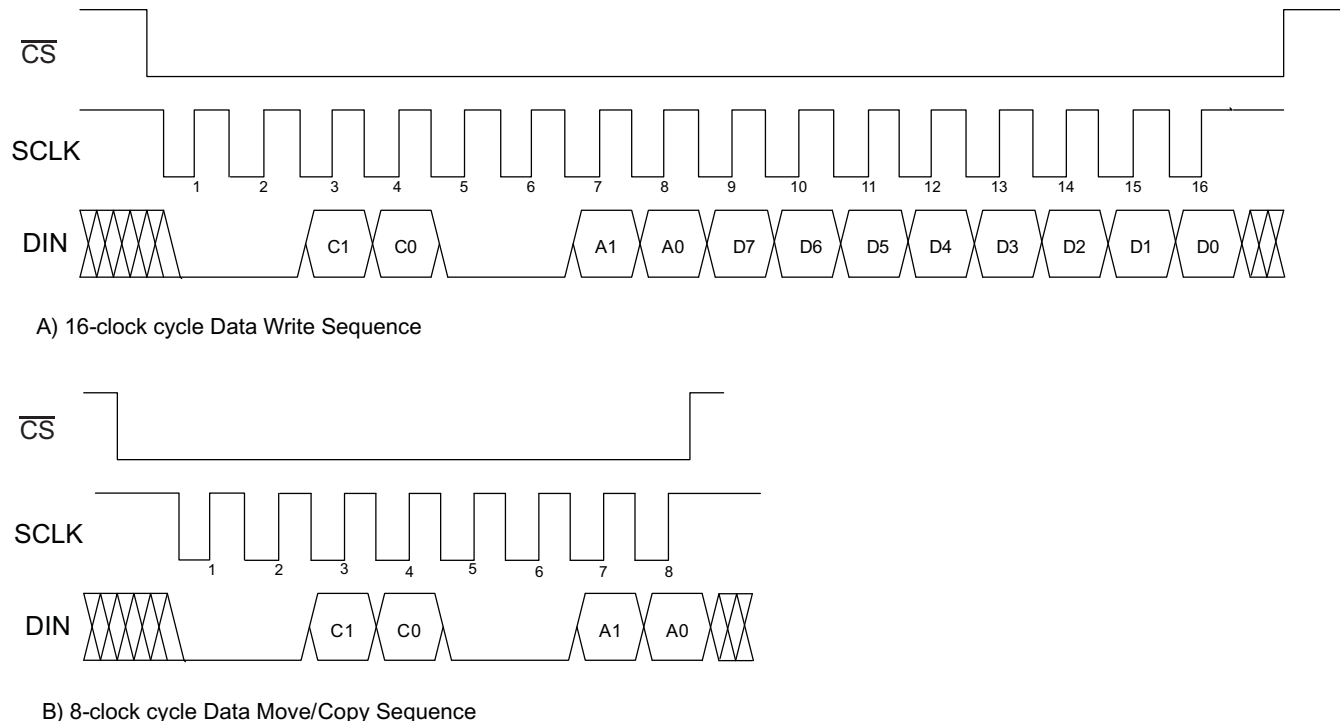 CS
SCLK
1 2 3 4 5 6 7 8 9 10 11 12 13 14 15 16
DIN
C1 C0 A1 A0 D7 D6 D5 D4 D3 D2 D1 D0
A) 16-clock cycle Data Write Sequence
CS
SCLK
1 2 3 4 5 6 7 8
DIN
C1 C0 A1 A0
B) 8-clock cycle Data Move/Copy Sequence